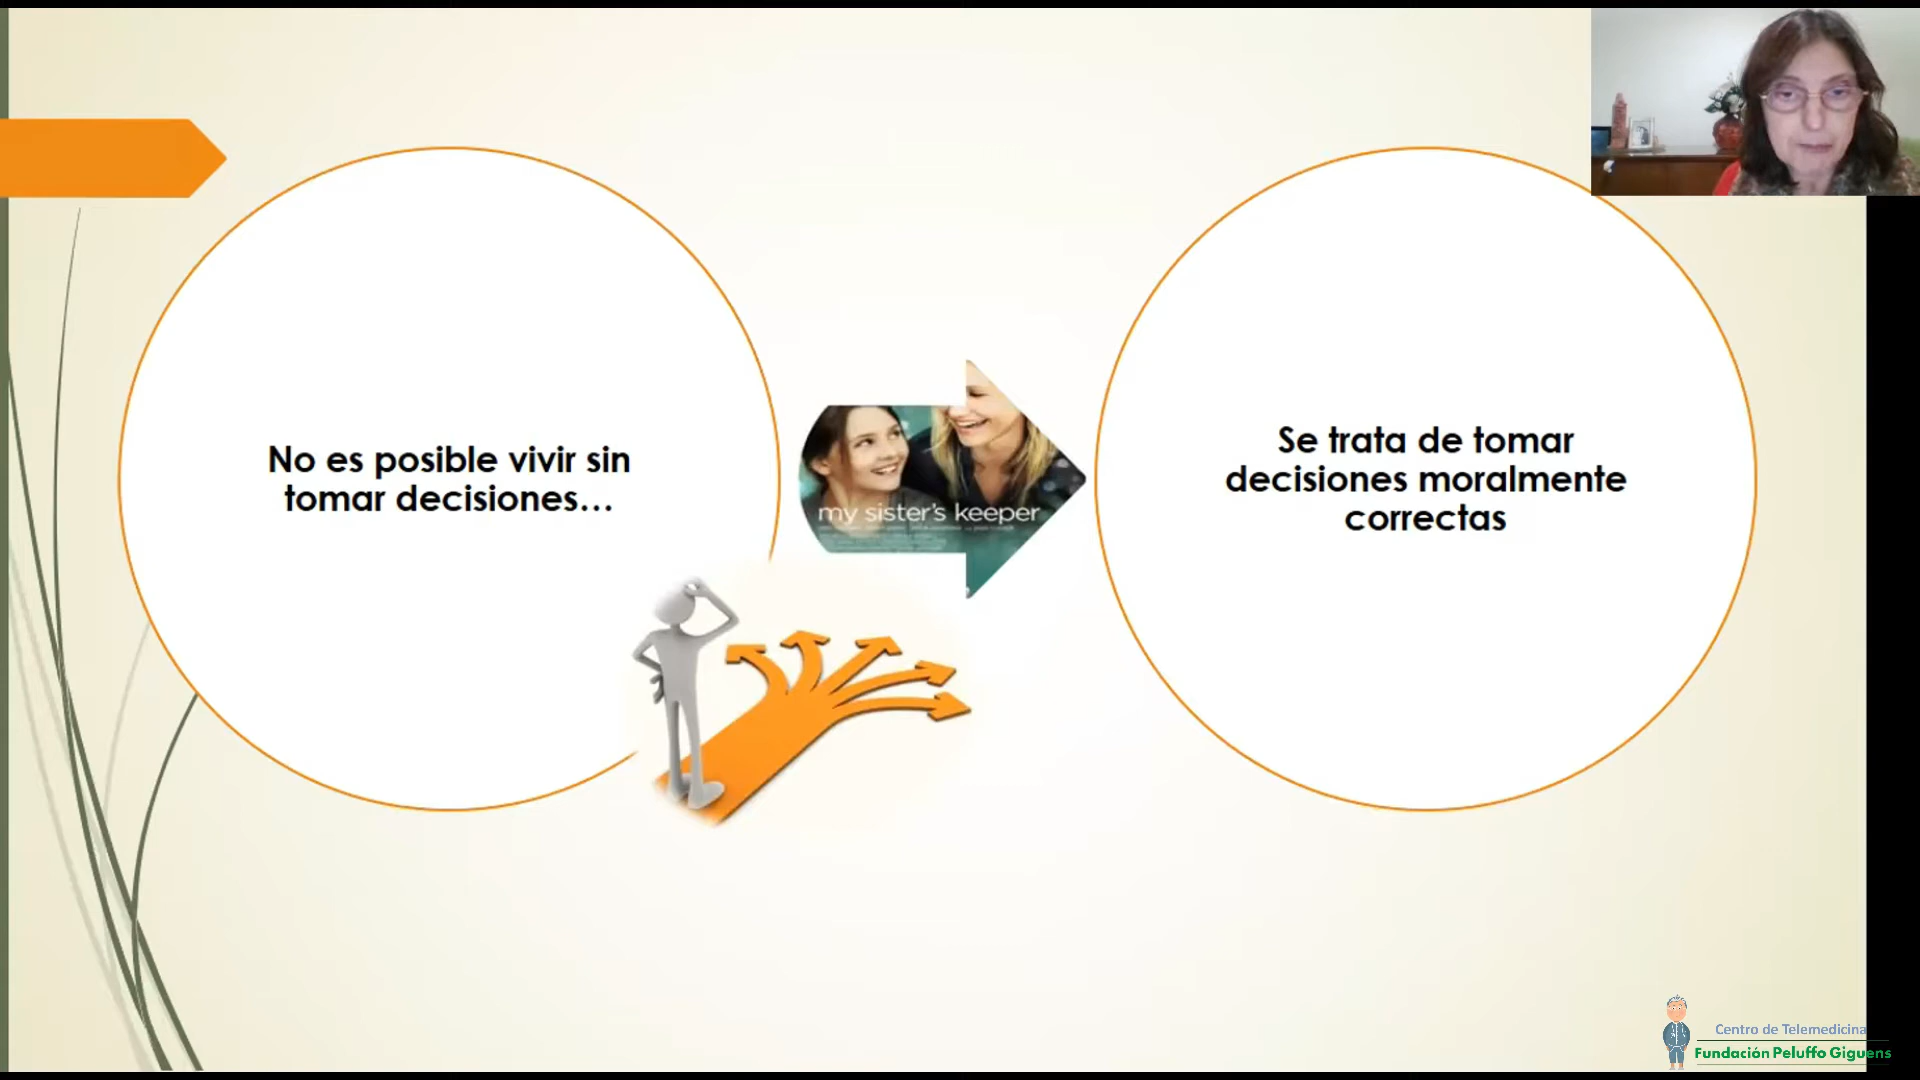 No es posible vivir sin
tomar decisiones...
my sister's keeper
Se trata de tomar
decisiones moralmente
correctas
Centro de Telemedicina
Fundación Peluffo Giguens